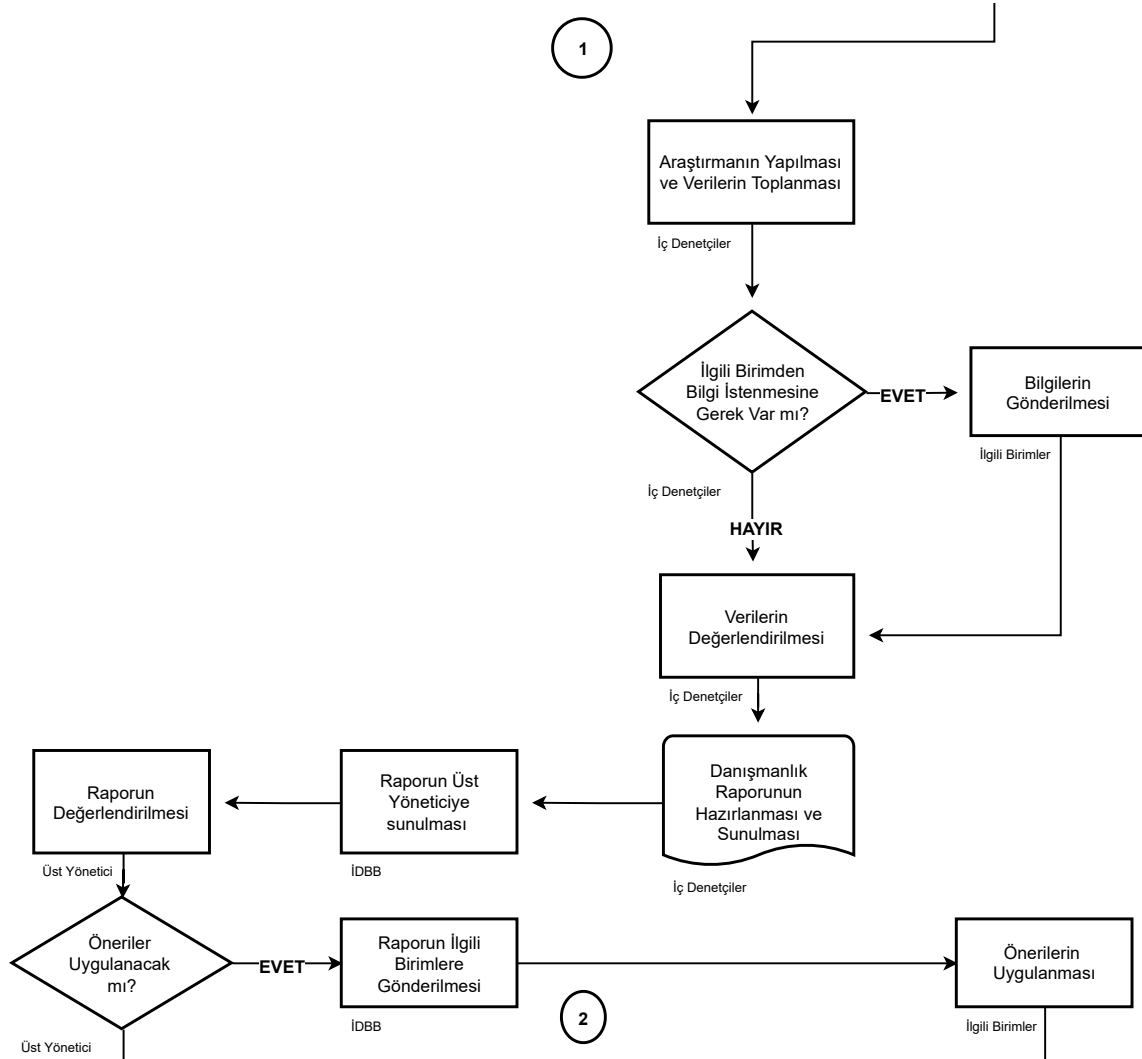 1
Araştırmanın Yapılması
ve Verilerin Toplanması
İç Denetçiler
İlgili Birimden
Bilgi İstenmesine
Gerek Var mı?
EVET
Bilgilerin
Gönderilmesi
İlgili Birimler
İç Denetçiler
HAYIR
Verilerin
Değerlendirilmesi
İç Denetçiler
Danışmanlık
Raporunun
Hazırlanması ve
Sunulması
İç Denetçiler
Raporun Üst
Yöneticiye
sunulması
İDBB
Raporun
Değerlendirilmesi
Üst Yönetici
Öneriler
Uygulanacak
mı?
Üst Yönetici
EVET
Raporun İlgili
Birimlere
Gönderilmesi
İDBB
2
Önerilerin
Uygulanması
İlgili Birimler